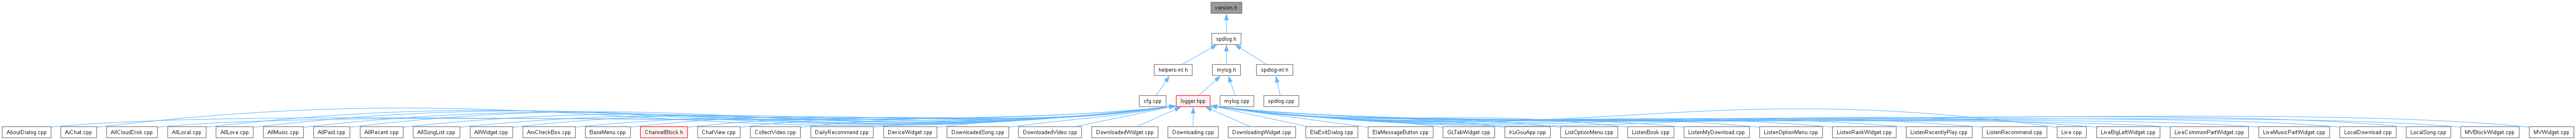 version.h
spdlog.h
helpers-inl.h
mylog.h
spdlog-inl.h
cfg.cpp
logger.hpp
mylog.cpp
spdlog.cpp
AboutDialog.cpp
AiChat.cpp
AllCloudDisk.cpp
AllLocal.cpp
AllLove.cpp
AllMusic.cpp
AllPaid.cpp
AllRecent.cpp
AllSongList.cpp
AllWidget.cpp
AniCheckBox.cpp
BaseMenu.cpp
ChannelBlock.h
ChatView.cpp
CollectVideo.cpp
DailyRecommend.cpp
DeviceWidget.cpp
DownloadedSong.cpp
DownloadedVideo.cpp
DownloadedWidget.cpp
Downloading.cpp
DownloadingWidget.cpp
ElaExitDialog.cpp
ElaMessageButton.cpp
GLTabWidget.cpp
KuGouApp.cpp
ListOptionMenu.cpp
ListenBook.cpp
ListenMyDownload.cpp
ListenOptionMenu.cpp
ListenRankWidget.cpp
ListenRecentlyPlay.cpp
ListenRecommend.cpp
Live.cpp
LiveBigLeftWidget.cpp
LiveCommonPartWidget.cpp
LiveMusicPartWidget.cpp
LocalDownload.cpp
LocalSong.cpp
MVBlockWidget.cpp
MVWidget.cpp